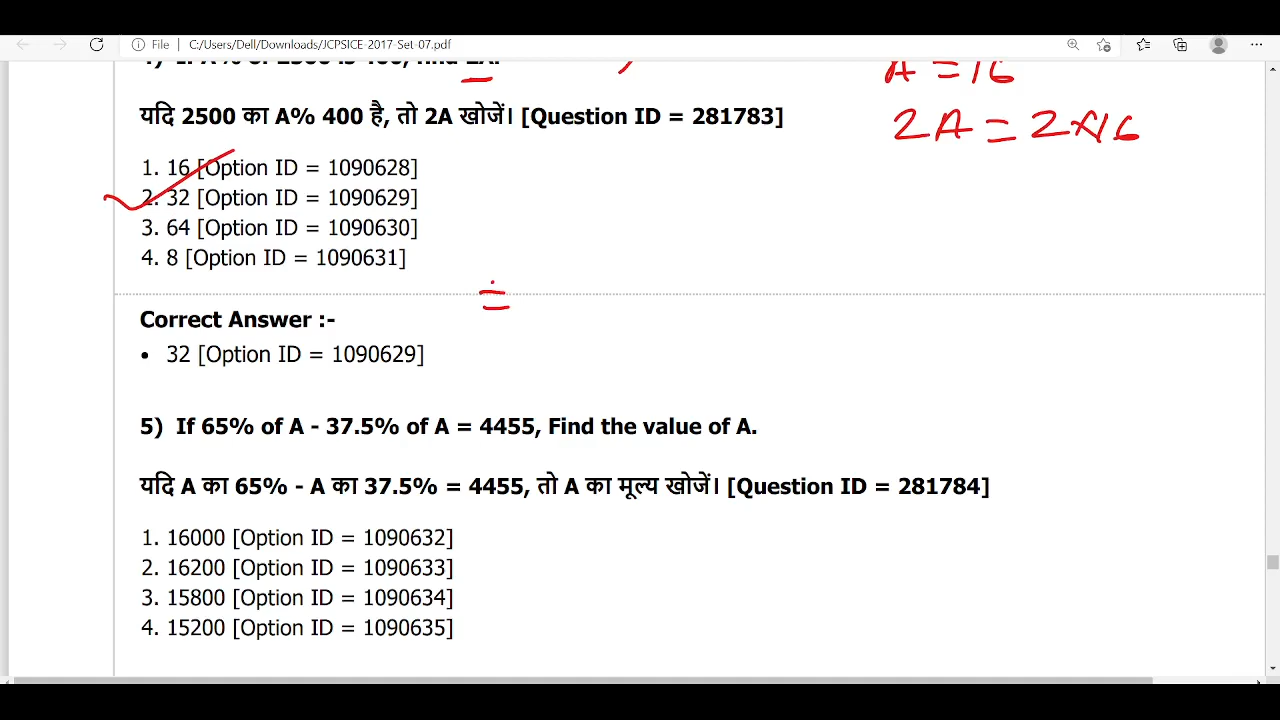 File C:/Users/Dell/Downloads/JCPSICE-2017-Set-07.pdf
A = 16
यदि 2500 का A% 400 है, तो 2A खोजें। [Question ID = 281783]
2A = 2×16
1. 16 [Option ID = 1090628]
2. 32 [Option ID = 1090629]
3. 64 [Option ID = 1090630]
4. 8 [Option ID = 1090631]
Correct Answer :-
• 32 [Option ID = 1090629]
5) If 65% of A - 37.5% of A = 4455, Find the value of A.
यदि A का 65% - A का 37.5% = 4455, तो A का मूल्य खोजें। [Question ID = 281784]
1. 16000 [Option ID = 1090632]
2. 16200 [Option ID = 1090633]
3. 15800 [Option ID = 1090634]
4. 15200 [Option ID = 1090635]